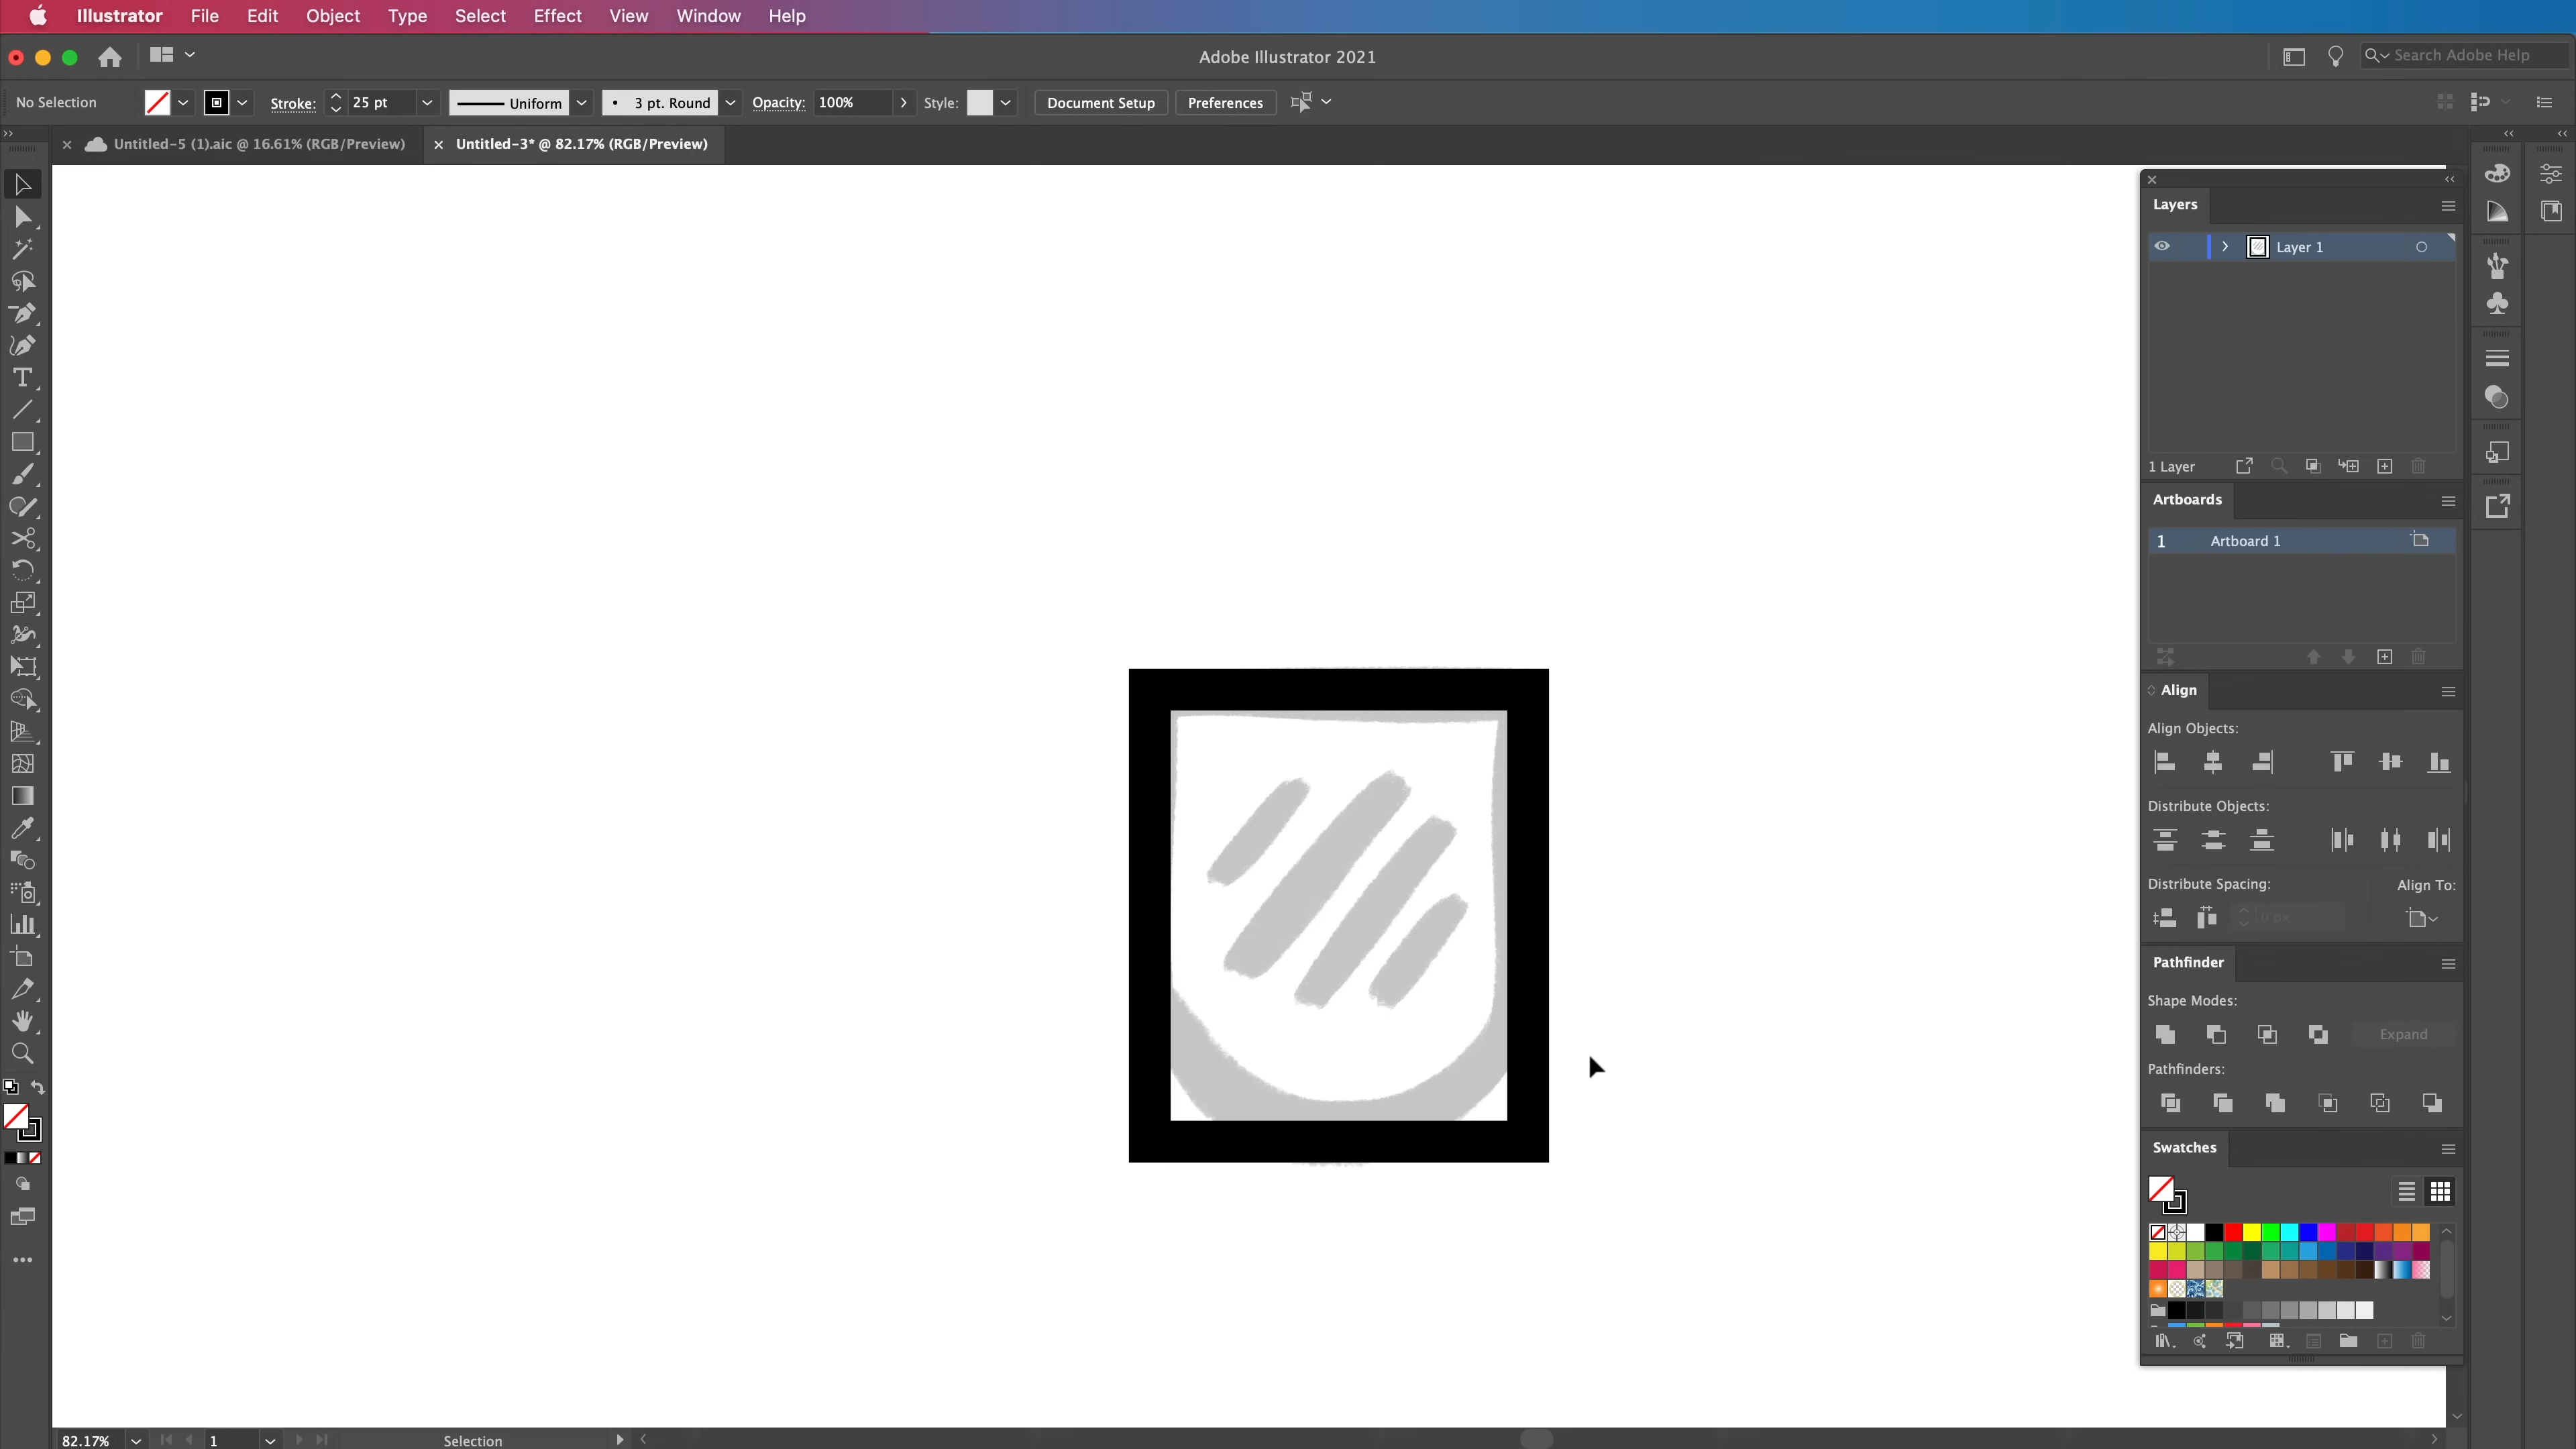 Illustrator File Edit Object Type Select Effect View Window Help
Adobe Illustrator 2021
Search Adobe Help
No Selection Stroke: 25 pt Uniform 3 pt. Round Opacity: 100% Style: Document Setup Preferences
Untitled-5 (1).aic @ 16.61% (RGB/Preview) Untitled-3* @ 82.17% (RGB/Preview)
Layers
Layer 1
1 Layer
Artboards
1 Artboard 1
Align
Align Objects:
Distribute Objects:
Distribute Spacing: Align To:
0 px
Pathfinder
Shape Modes:
Expand
Pathfinders:
Swatches
82.17% 1 Selection